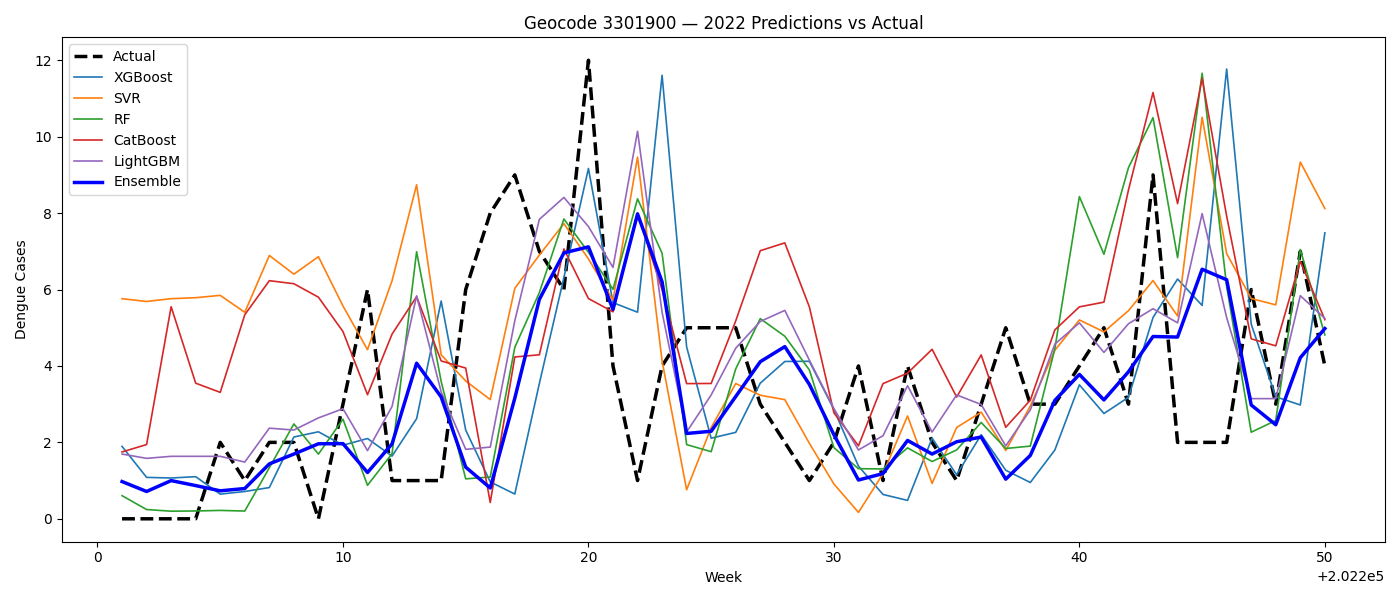 Geocode 3301900 — 2022 Predictions vs Actual
Actual
XGBoost
SVR
RF
CatBoost
LightGBM
Ensemble
Dengue Cases
12
10
8
6
4
2
0
0 10 20 30 40 50
+2.022e5
Week